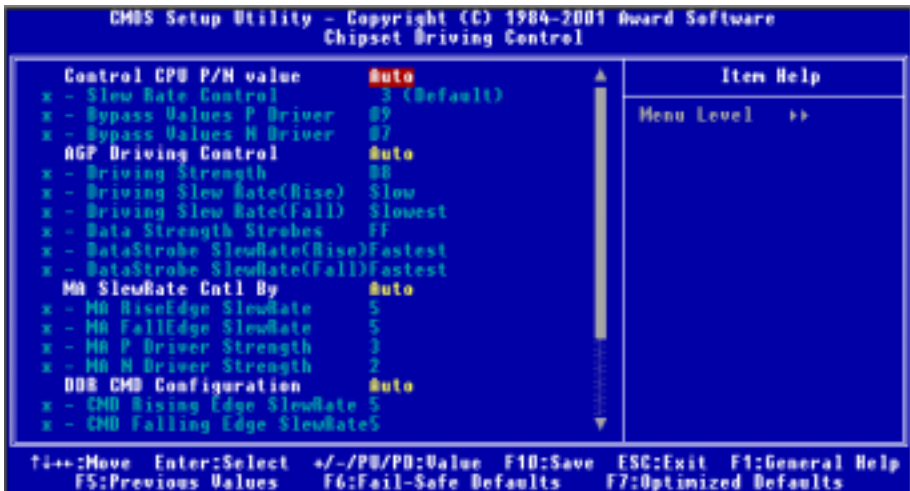 CMOS Setup Utility - Copyright (C) 1984-2001 Award Software
Chipset Driving Control
Control CPU P/N value Auto
x - Slew Rate Control 3 (Default)
x - Bypass Values P Driver 09
x - Bypass Values N Driver 07
AGP Driving Control Auto
x - Driving Strength
x - Driving Slew Rate(Rise) Slow
x - Driving Slew Rate(Fall) Slowest
x - Data Strength Strobes FF
x - DataStrobe SlewRate(Rise)Fastest
x - DataStrobe SlewRate(Fall)Fastest
MA SlewRate Cntl By Auto
x - MA RiseEdge SlewRate 5
x - MA FallEdge SlewRate 5
x - MA P Driver Strength 3
x - MA N Driver Strength 2
DDR CMD Configuration Auto
x - CMD Rising Edge SlewRate 5
x - CMD Falling Edge SlewRate5
Item Help
Menu Level ▸▸
↑↓→←:Move Enter:Select +/-/PU/PD:Value F10:Save ESC:Exit F1:General Help
F5:Previous Values F6:Fail-Safe Defaults F7:Optimized Defaults